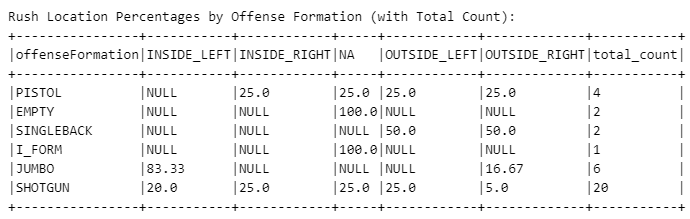 Rush Location Percentages by Offense Formation (with Total Count):
+----------------+-----------+------------+-----+------------+-------------+-----------+
|offenseFormation|INSIDE_LEFT|INSIDE_RIGHT|NA   |OUTSIDE_LEFT|OUTSIDE_RIGHT|total_count|
+----------------+-----------+------------+-----+------------+-------------+-----------+
|PISTOL          |NULL       |25.0        |25.0 |25.0        |25.0         |4          |
|EMPTY           |NULL       |NULL        |100.0|NULL        |NULL         |2          |
|SINGLEBACK      |NULL       |NULL        |NULL |50.0        |50.0         |2          |
|I_FORM          |NULL       |NULL        |100.0|NULL        |NULL         |1          |
|JUMBO           |83.33      |NULL        |NULL |NULL        |16.67        |6          |
|SHOTGUN         |20.0       |25.0        |25.0 |25.0        |5.0          |20         |
+----------------+-----------+------------+-----+------------+-------------+-----------+